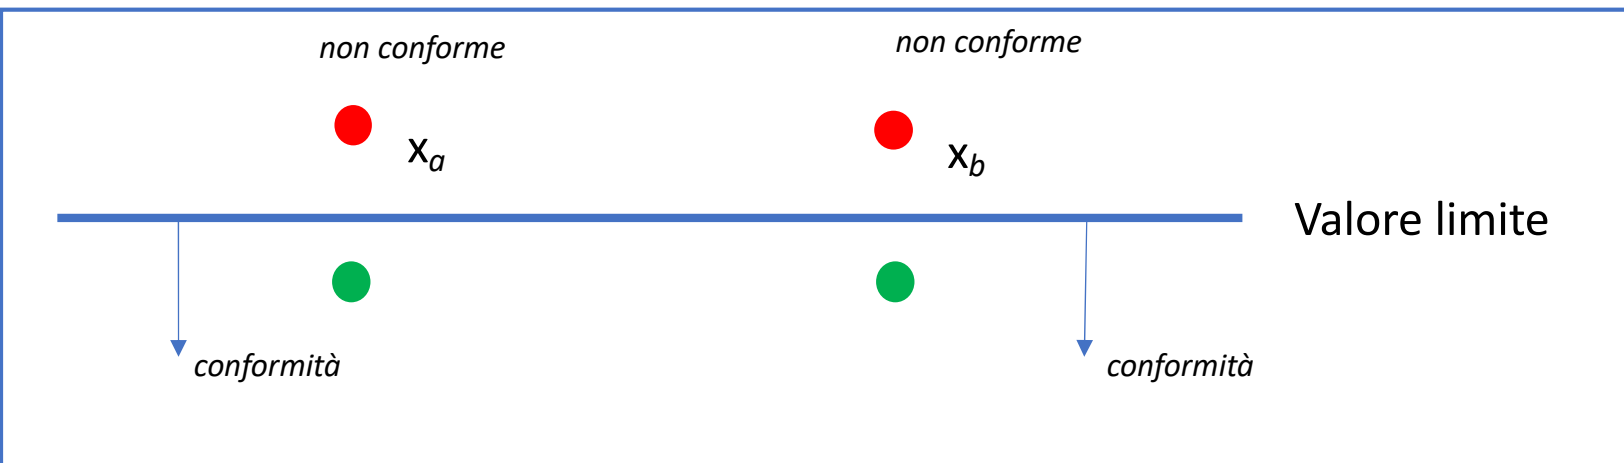 non conforme
non conforme
xa
xb
Valore limite
conformità
conformità